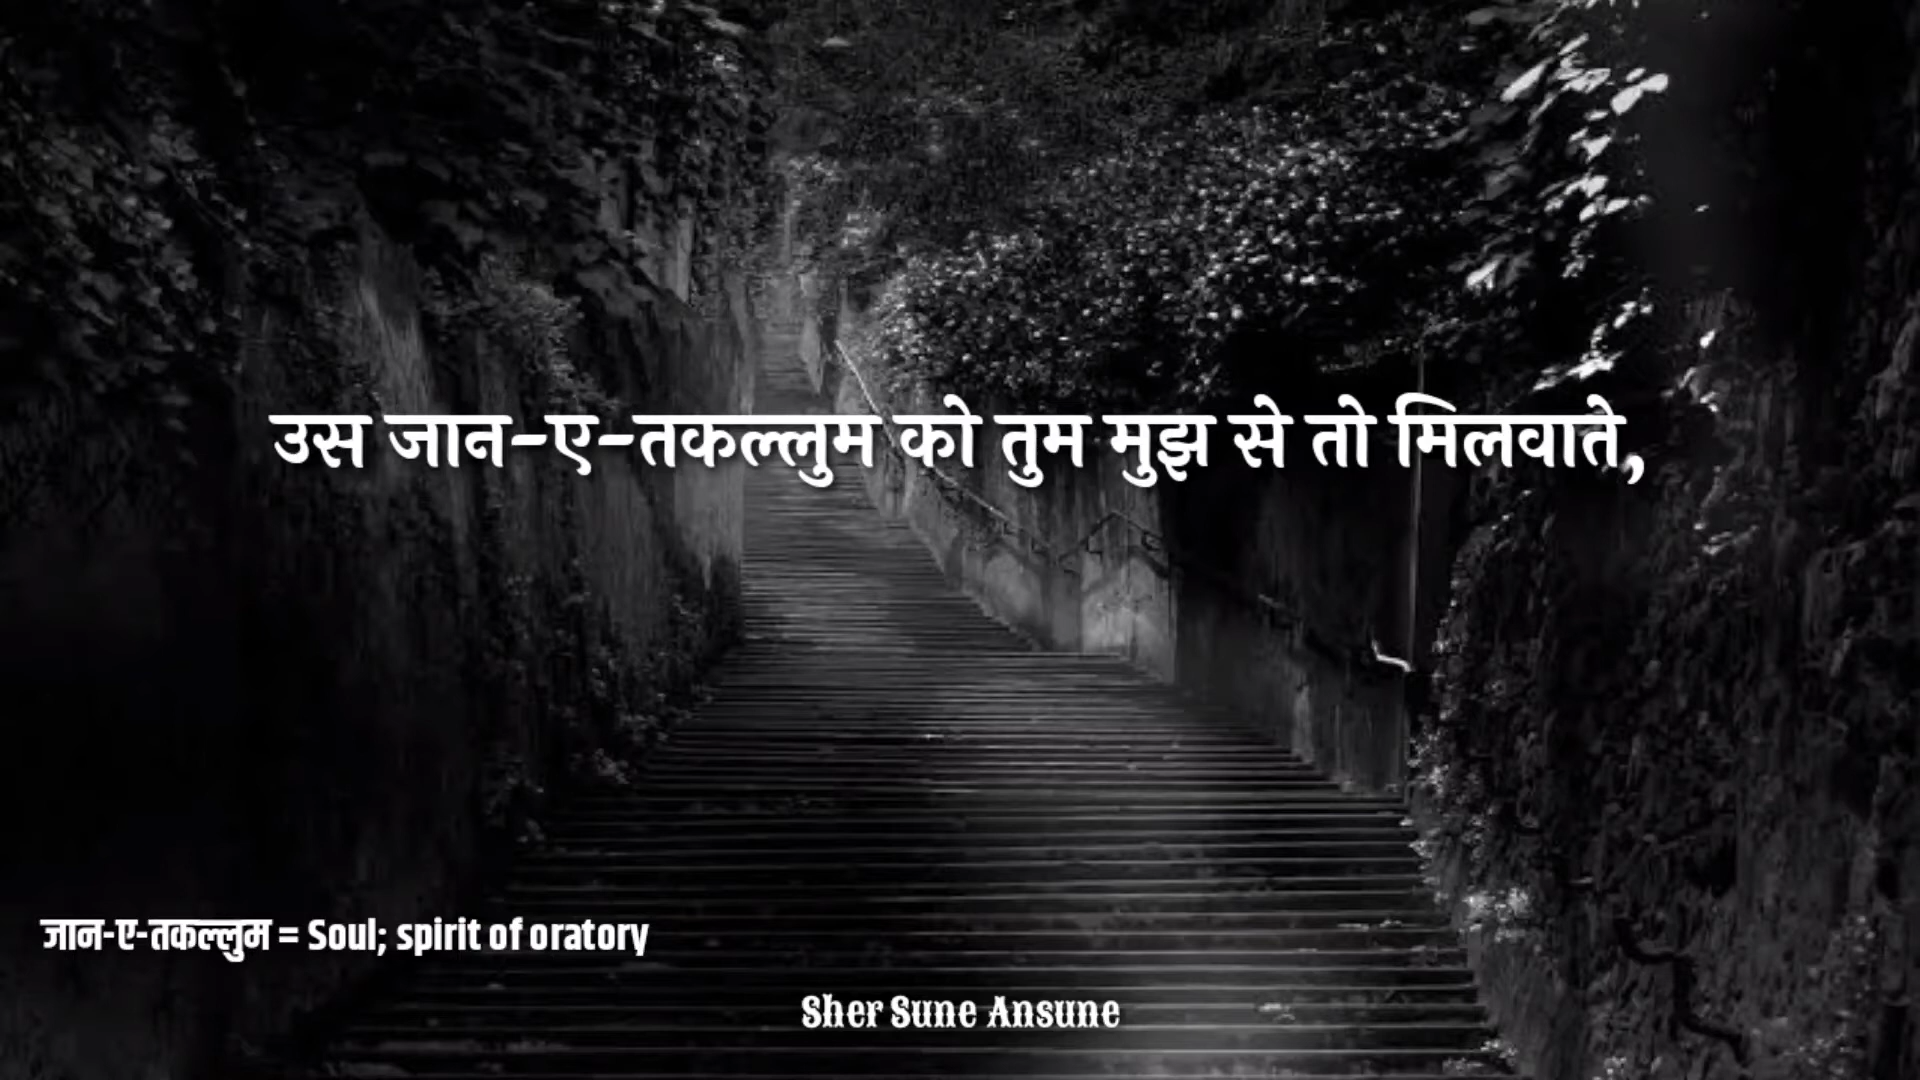 उस जान-ए-तकल्लुम को तुम मुझ से तो मिलवाते,
जान-ए-तकल्लुम = Soul; spirit of oratory
Sher Sune Ansune